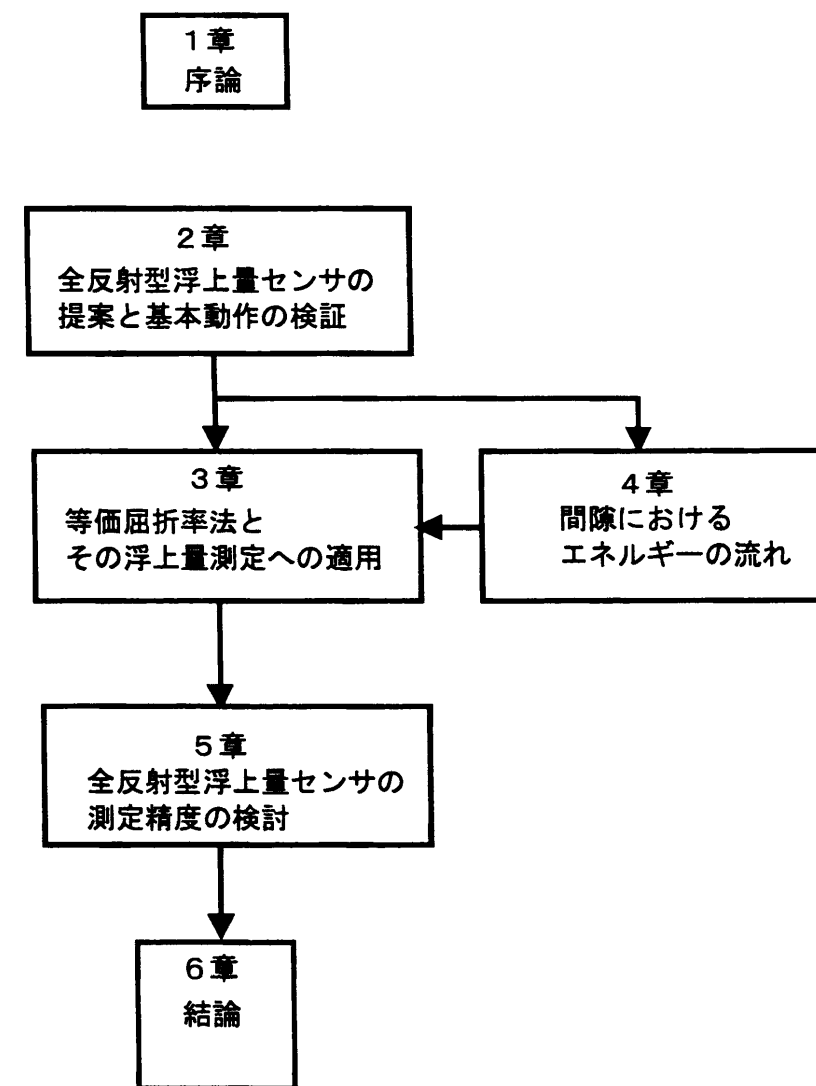 1章
序論
2章
全反射型浮上量センサの
提案と基本動作の検証
3章
等価屈折率法と
その浮上量測定への適用
4章
間隙における
エネルギーの流れ
5章
全反射型浮上量センサの
測定精度の検討
6章
結論